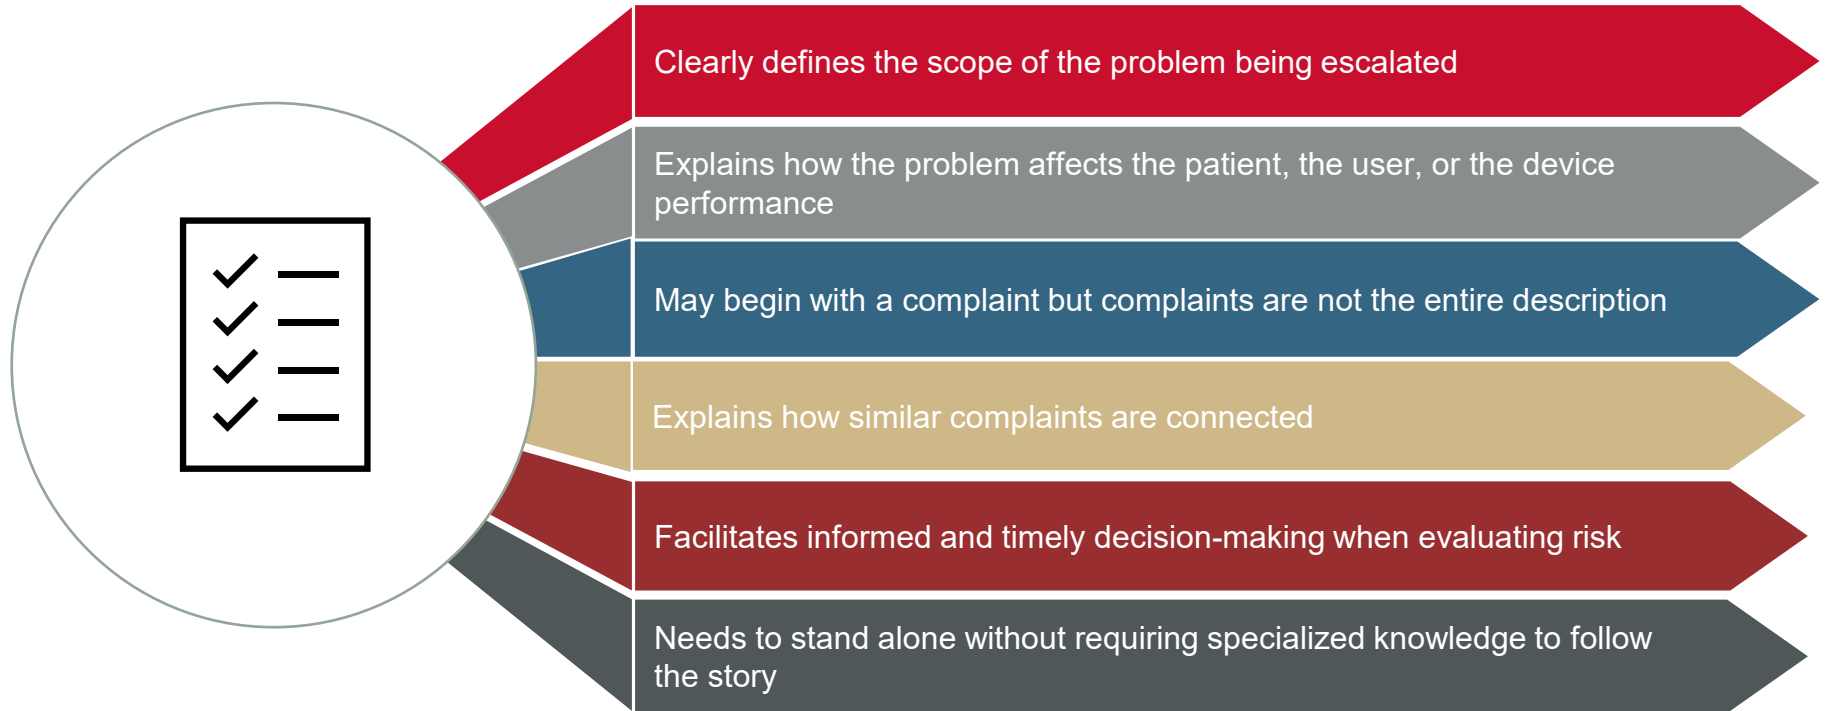 Clearly defines the scope of the problem being escalated
Explains how the problem affects the patient, the user, or the device
performance
May begin with a complaint but complaints are not the entire description
Explains how similar complaints are connected
Facilitates informed and timely decision-making when evaluating risk
Needs to stand alone without requiring specialized knowledge to follow
the story